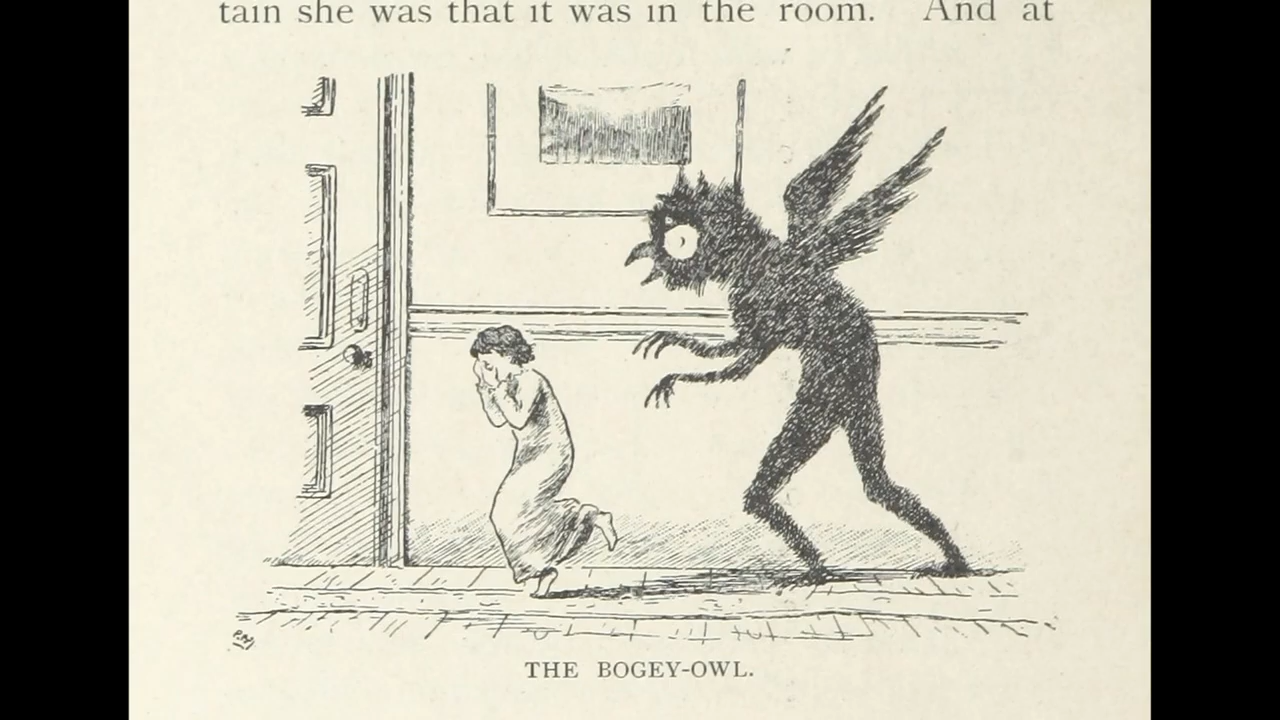 tain she was that it was in the room. And at
THE BOGEY-OWL.